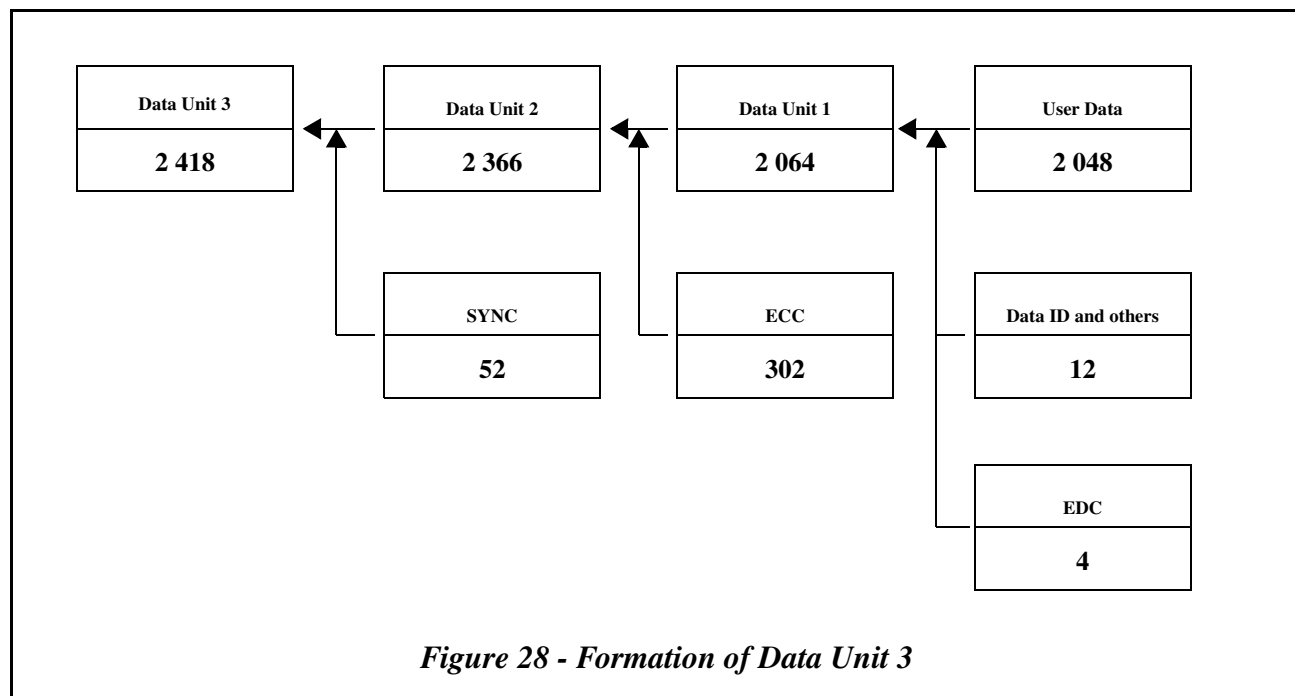 Data Unit 3
2 418
Data Unit 2
2 366
Data Unit 1
2 064
User Data
2 048
SYNC
52
ECC
302
Data ID and others
12
EDC
4
Figure 28 - Formation of Data Unit 3